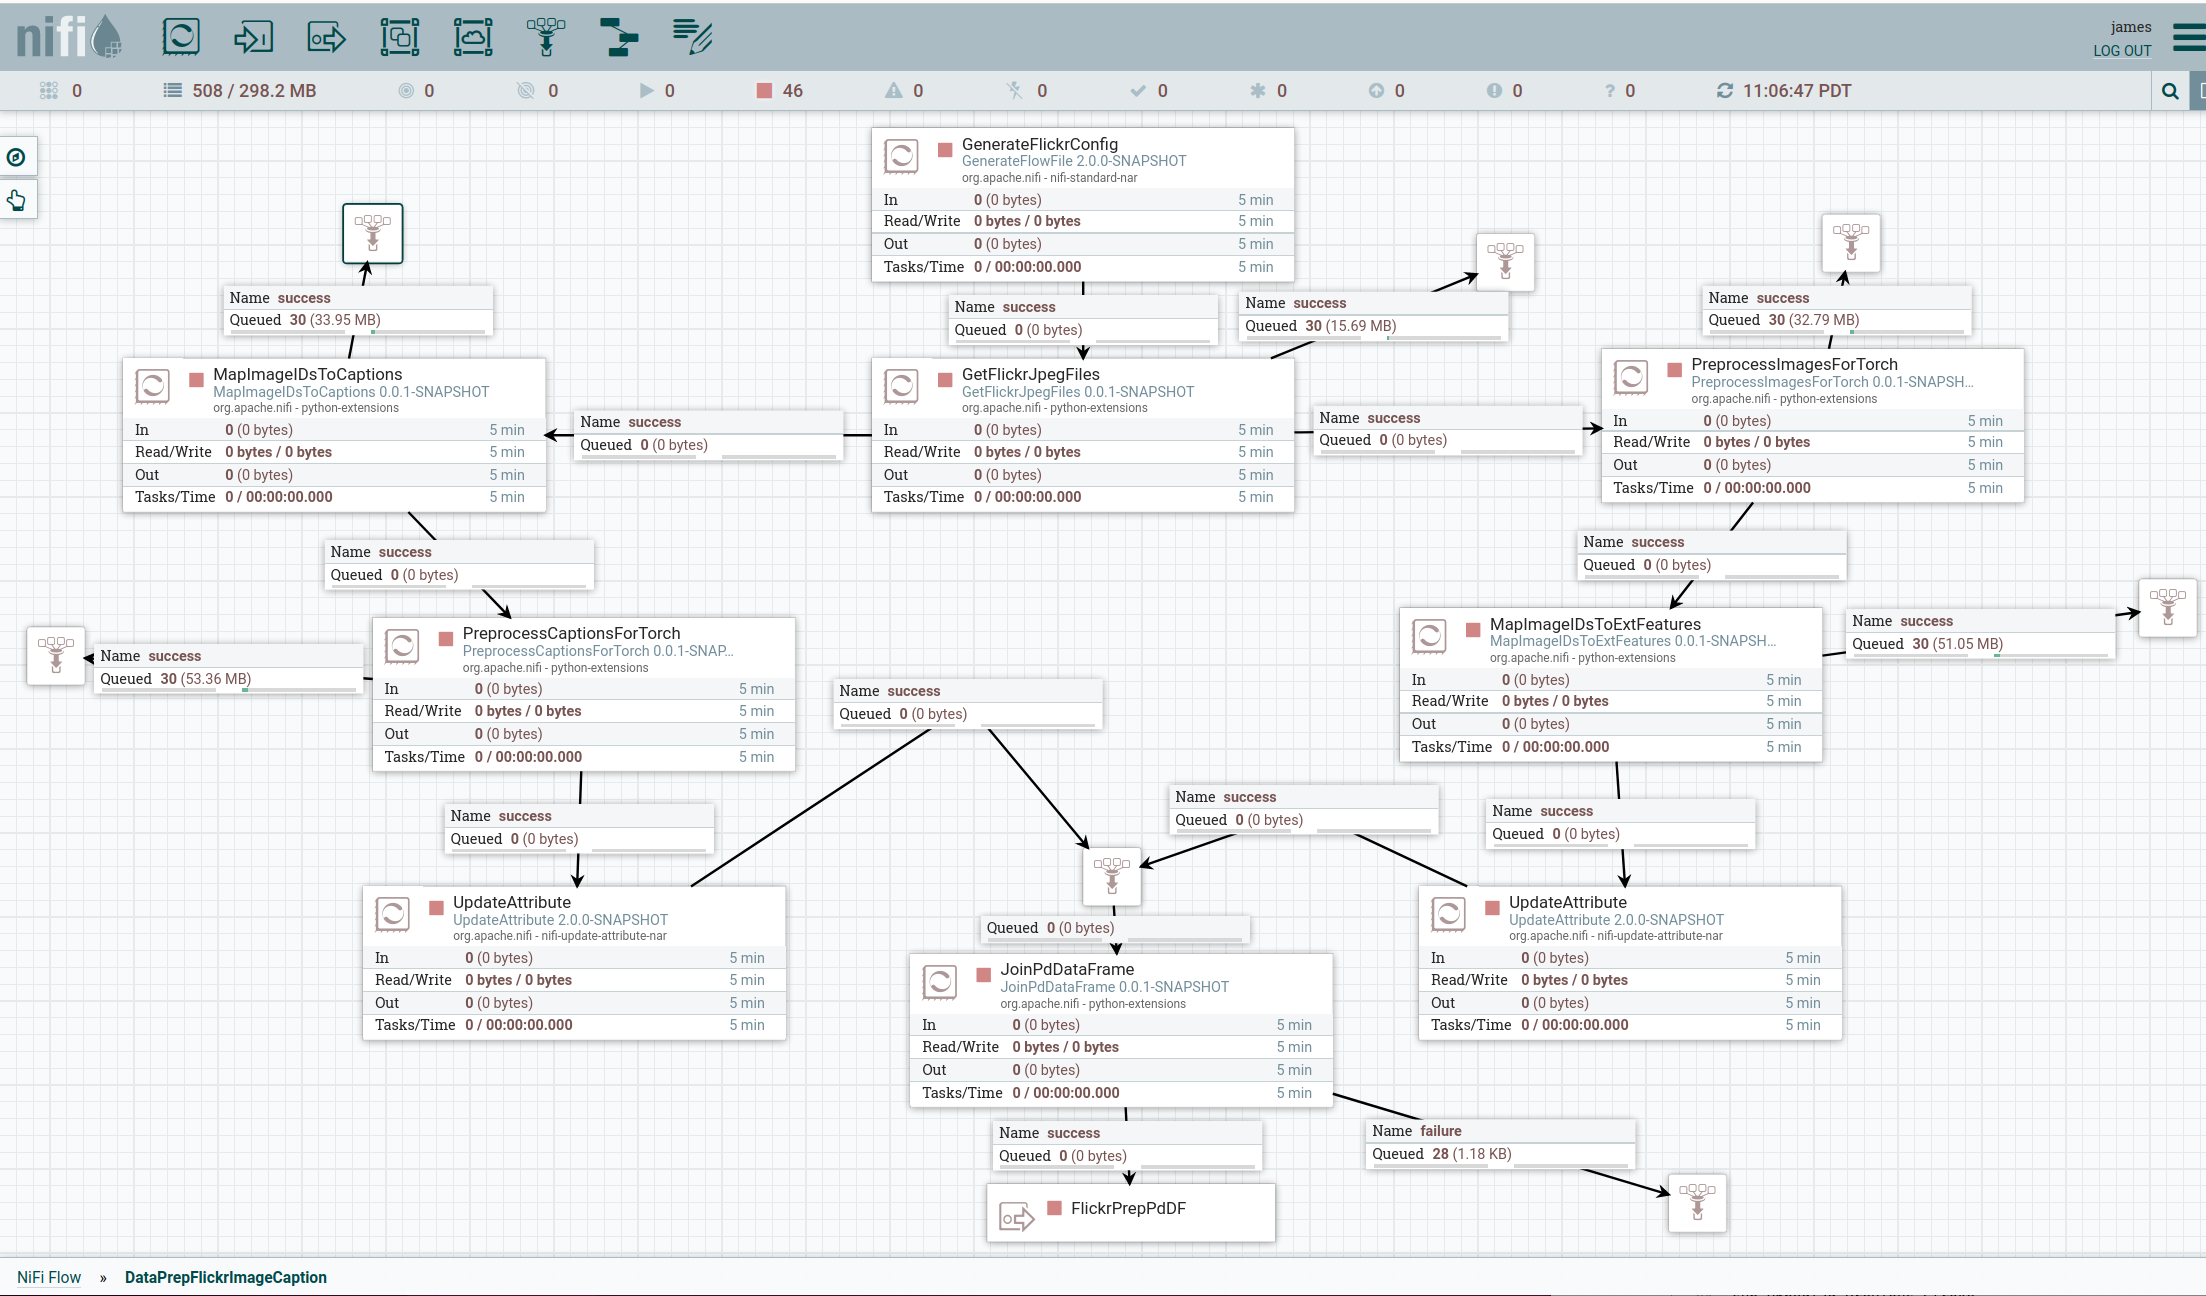 nifi
james
LOG OUT
0
508 / 298.2 MB
0
0
0
46
0
0
0
0
0
0
? 0
11:06:47 PDT
GenerateFlickrConfig
GenerateFlowFile 2.0.0-SNAPSHOT
org.apache.nifi - nifi-standard-nar
In 0 (0 bytes) 5 min
Read/Write 0 bytes / 0 bytes 5 min
Out 0 (0 bytes) 5 min
Tasks/Time 0 / 00:00:00.000 5 min
Name success
Queued 30 (33.95 MB)
Name success
Queued 0 (0 bytes)
Name success
Queued 30 (15.69 MB)
Name success
Queued 30 (32.79 MB)
MapImageIDsToCaptions
MapImageIDsToCaptions 0.0.1-SNAPSHOT
org.apache.nifi - python-extensions
In 0 (0 bytes) 5 min
Read/Write 0 bytes / 0 bytes 5 min
Out 0 (0 bytes) 5 min
Tasks/Time 0 / 00:00:00.000 5 min
Name success
Queued 0 (0 bytes)
GetFlickrJpegFiles
GetFlickrJpegFiles 0.0.1-SNAPSHOT
org.apache.nifi - python-extensions
In 0 (0 bytes) 5 min
Read/Write 0 bytes / 0 bytes 5 min
Out 0 (0 bytes) 5 min
Tasks/Time 0 / 00:00:00.000 5 min
Name success
Queued 0 (0 bytes)
PreprocessImagesForTorch
PreprocessImagesForTorch 0.0.1-SNAPSH...
org.apache.nifi - python-extensions
In 0 (0 bytes) 5 min
Read/Write 0 bytes / 0 bytes 5 min
Out 0 (0 bytes) 5 min
Tasks/Time 0 / 00:00:00.000 5 min
Name success
Queued 0 (0 bytes)
Name success
Queued 0 (0 bytes)
Name success
Queued 30 (53.36 MB)
PreprocessCaptionsForTorch
PreprocessCaptionsForTorch 0.0.1-SNAP...
org.apache.nifi - python-extensions
In 0 (0 bytes) 5 min
Read/Write 0 bytes / 0 bytes 5 min
Out 0 (0 bytes) 5 min
Tasks/Time 0 / 00:00:00.000 5 min
Name success
Queued 0 (0 bytes)
MapImageIDsToExtFeatures
MapImageIDsToExtFeatures 0.0.1-SNAPSH...
org.apache.nifi - python-extensions
In 0 (0 bytes) 5 min
Read/Write 0 bytes / 0 bytes 5 min
Out 0 (0 bytes) 5 min
Tasks/Time 0 / 00:00:00.000 5 min
Name success
Queued 30 (51.05 MB)
Name success
Queued 0 (0 bytes)
Name success
Queued 0 (0 bytes)
Name success
Queued 0 (0 bytes)
UpdateAttribute
UpdateAttribute 2.0.0-SNAPSHOT
org.apache.nifi - nifi-update-attribute-nar
In 0 (0 bytes) 5 min
Read/Write 0 bytes / 0 bytes 5 min
Out 0 (0 bytes) 5 min
Tasks/Time 0 / 00:00:00.000 5 min
Queued 0 (0 bytes)
UpdateAttribute
UpdateAttribute 2.0.0-SNAPSHOT
org.apache.nifi - nifi-update-attribute-nar
In 0 (0 bytes) 5 min
Read/Write 0 bytes / 0 bytes 5 min
Out 0 (0 bytes) 5 min
Tasks/Time 0 / 00:00:00.000 5 min
JoinPdDataFrame
JoinPdDataFrame 0.0.1-SNAPSHOT
org.apache.nifi - python-extensions
In 0 (0 bytes) 5 min
Read/Write 0 bytes / 0 bytes 5 min
Out 0 (0 bytes) 5 min
Tasks/Time 0 / 00:00:00.000 5 min
Name success
Queued 0 (0 bytes)
Name failure
Queued 28 (1.18 KB)
FlickrPrepPdDF
NiFi Flow » DataPrepFlickrImageCaption